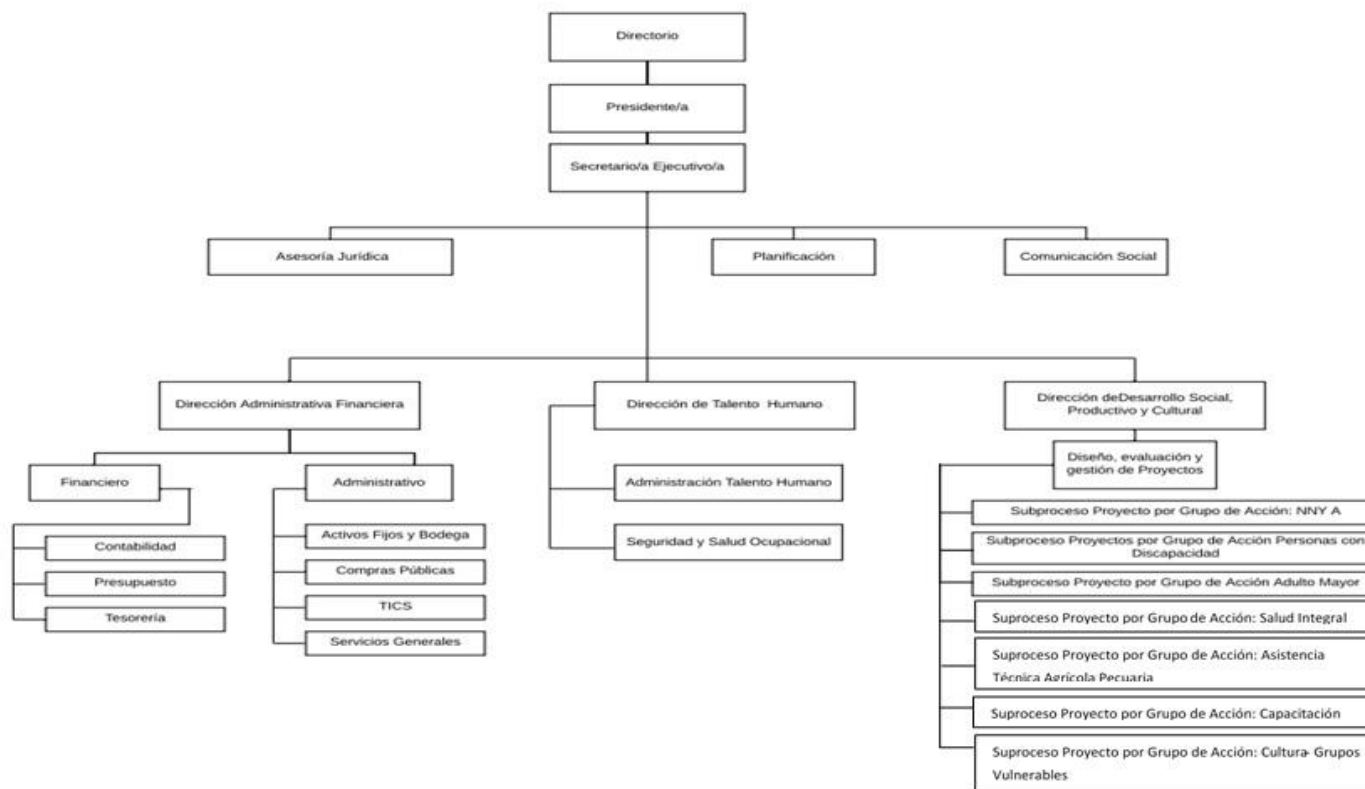 Directorio
Presidente/a
Secretario/a Ejecutivo/a
Asesoría Jurídica
Planificación
Comunicación Social
Dirección Administrativa Financiera
Dirección de Talento Humano
Dirección deDesarrollo Social,
Productivo y Cultural
Financiero
Administrativo
Contabilidad
Presupuesto
Tesorería
Activos Fijos y Bodega
Compras Públicas
TICS
Servicios Generales
Administración Talento Humano
Seguridad y Salud Ocupacional
Diseño, evaluación y
gestión de Proyectos
Subproceso Proyecto por Grupo de Acción: NNY A
Subproceso Proyectos por Grupo de Acción Personas con
Discapacidad
Subproceso Proyecto por Grupo de Acción Adulto Mayor
Suproceso Proyecto por Grupo de Acción: Salud Integral
Suproceso Proyecto por Grupo de Acción: Asistencia
Técnica Agrícola Pecuaria
Suproceso Proyecto por Grupo de Acción: Capacitación
Suproceso Proyecto por Grupo de Acción: Cultura- Grupos
Vulnerables